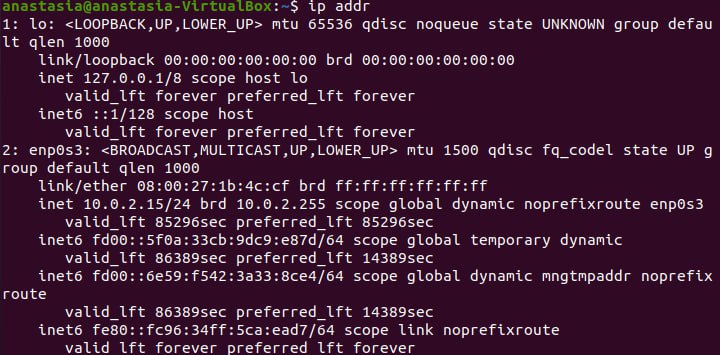 anastasia@anastasia-VirtualBox:~$ ip addr
1: lo: <LOOPBACK,UP,LOWER_UP> mtu 65536 qdisc noqueue state UNKNOWN group defau
lt qlen 1000
    link/loopback 00:00:00:00:00:00 brd 00:00:00:00:00:00
    inet 127.0.0.1/8 scope host lo
       valid_lft forever preferred_lft forever
    inet6 ::1/128 scope host
       valid_lft forever preferred_lft forever
2: enp0s3: <BROADCAST,MULTICAST,UP,LOWER_UP> mtu 1500 qdisc fq_codel state UP g
roup default qlen 1000
    link/ether 08:00:27:1b:4c:cf brd ff:ff:ff:ff:ff:ff
    inet 10.0.2.15/24 brd 10.0.2.255 scope global dynamic noprefixroute enp0s3
       valid_lft 85296sec preferred_lft 85296sec
    inet6 fd00::5f0a:33cb:9dc9:e87d/64 scope global temporary dynamic
       valid_lft 86389sec preferred_lft 14389sec
    inet6 fd00::6e59:f542:3a33:8ce4/64 scope global dynamic mngtmpaddr noprefix
route
       valid_lft 86389sec preferred_lft 14389sec
    inet6 fe80::fc96:34ff:5ca:ead7/64 scope link noprefixroute
       valid_lft forever preferred_lft forever